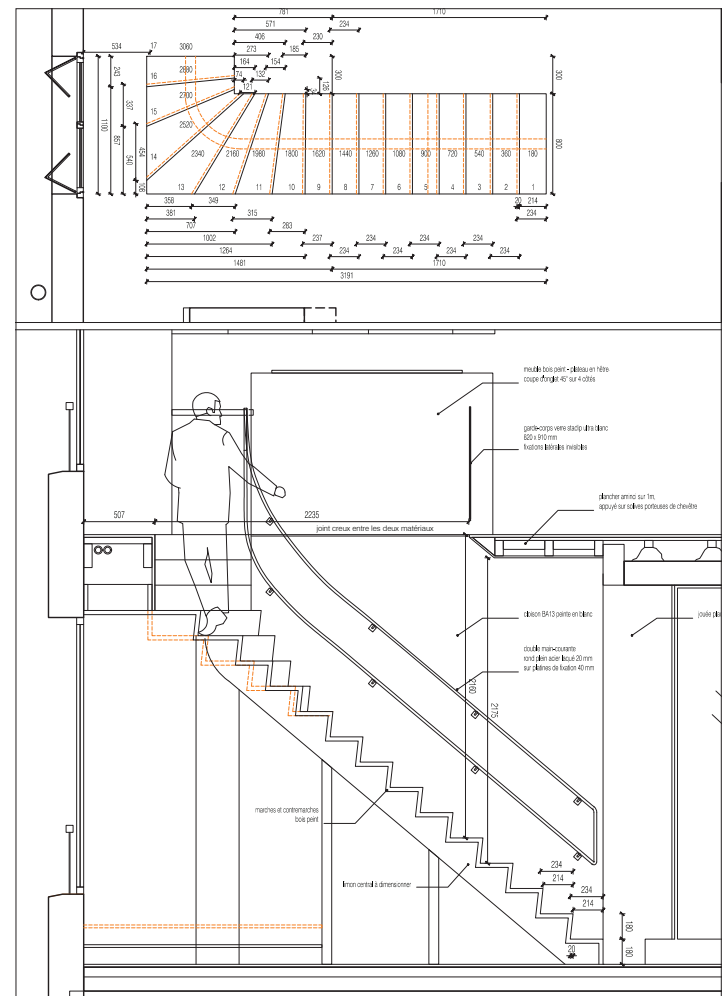 781 1710
571 234
406 230
273 185
164 154
74 132
121
126
300
300
800
534
17 3060
16 2880
15 2700
14 2520
243
1100
337
857
454
540
108
2340 2160 1980 1800 1620 1440 1260 1080 900 720 540 360 180
13 12 11 10 9 8 7 6 5 4 3 2 1
20 214
234
358 349
381 315
707 283
1002 237 234 234 234
1264 234 234 234 234
1481 1710
3191
meuble bois peint - plateau en hêtre
coupe d'onglet 45° sur 4 côtés
garde-corps verre stadip ultra blanc
820 x 910 mm
fixations latérales invisibles
plancher aminci sur 1m,
appuyé sur solives porteuses de chevêtre
507 2235
joint creux entre les deux matériaux
cloison BA13 peinte en blanc
double main-courante
rond plein acier laqué 20 mm
sur platines de fixation 40 mm
2160
2175
marches et contremarches
bois peint
limon central à dimensionner
234
214
234
214
180
180
20